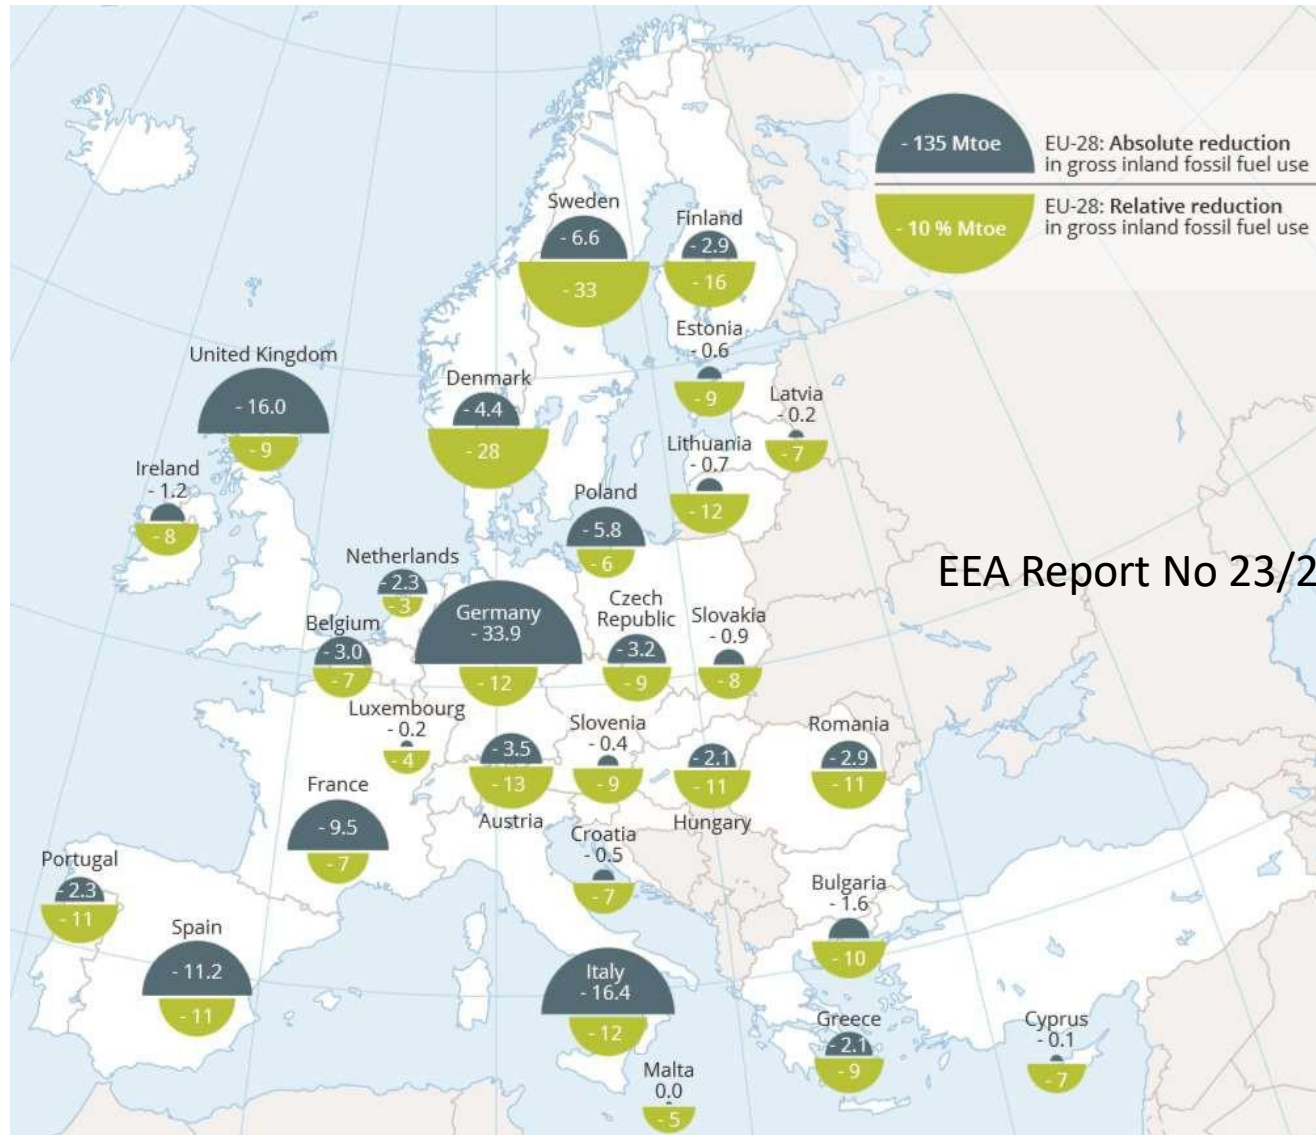 - 135 Mtoe
EU-28: Absolute reduction
in gross inland fossil fuel use
- 10 % Mtoe
EU-28: Relative reduction
in gross inland fossil fuel use
Sweden
- 6.6
- 33
Finland
- 2.9
- 16
Estonia
- 0.6
- 9
Latvia
- 0.2
- 7
Lithuania
- 0.7
- 12
United Kingdom
- 16.0
- 9
Denmark
- 4.4
- 28
Ireland
- 1.2
- 8
Poland
- 5.8
- 6
Netherlands
- 2.3
- 3
EEA Report No 23/2
Belgium
- 3.0
- 7
Germany
- 33.9
- 12
Czech
Republic
- 3.2
- 9
Slovakia
- 0.9
- 8
Luxembourg
- 0.2
- 4
- 3.5
- 13
Austria
Slovenia
- 0.4
- 9
- 2.1
- 11
Hungary
Romania
- 2.9
- 11
France
- 9.5
- 7
Croatia
- 0.5
- 7
Portugal
- 2.3
- 11
Spain
- 11.2
- 11
Bulgaria
- 1.6
- 10
Italy
- 16.4
- 12
Greece
- 2.1
- 9
Cyprus
- 0.1
- 7
Malta
0.0
- 5